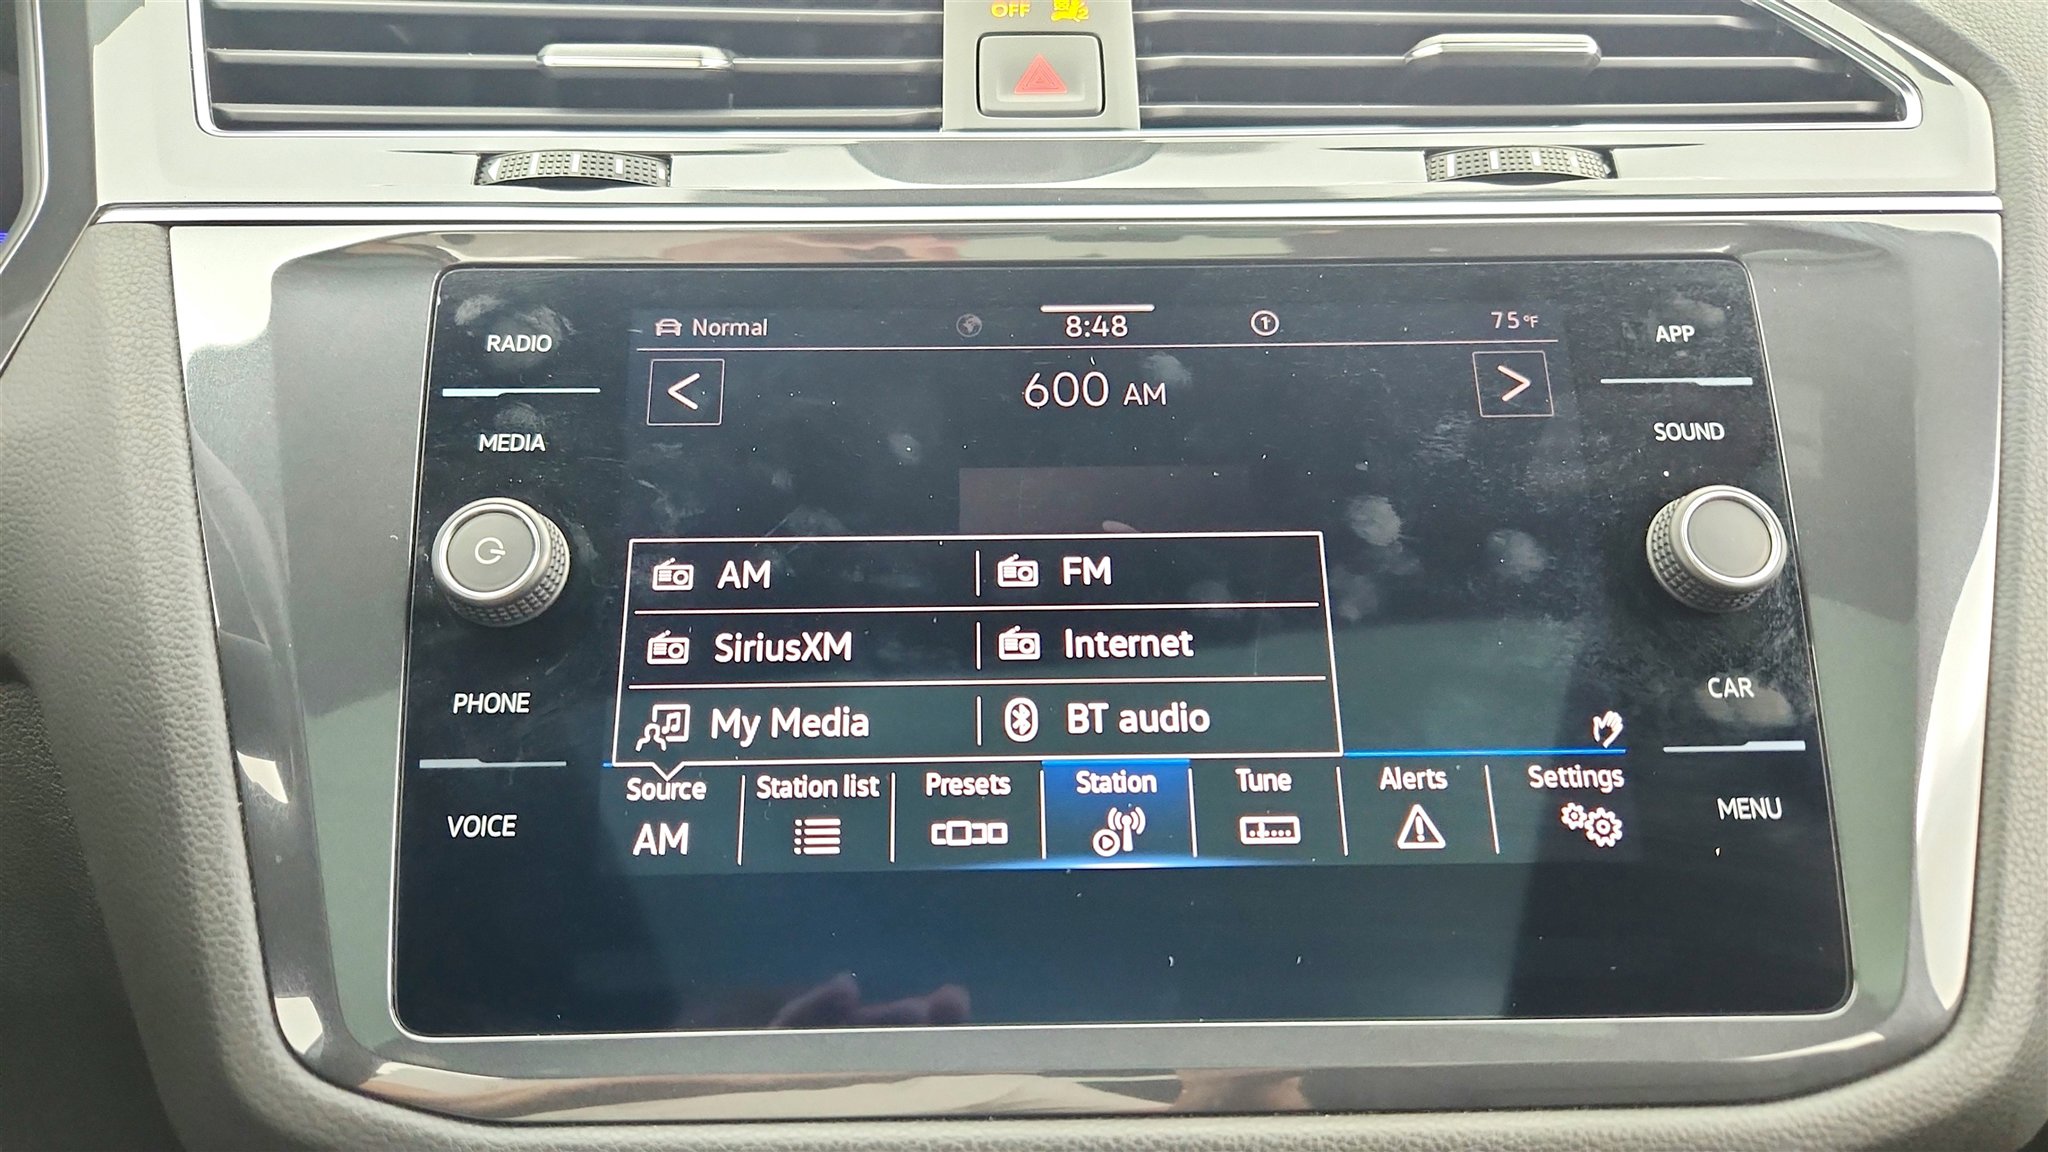 OFF
RADIO
MEDIA
PHONE
VOICE
Normal 8:48 1 75°F
600 AM
AM FM
SiriusXM Internet
My Media BT audio
Source Station list Presets Station Tune Alerts Settings
AM
APP
SOUND
CAR
MENU